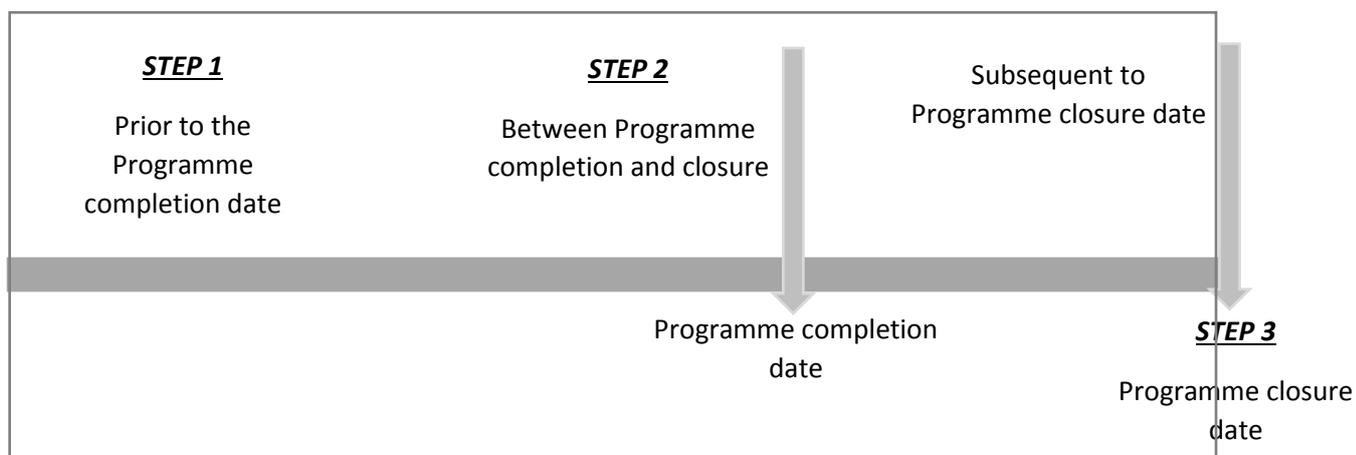 STEP 1
Prior to the
Programme
completion date
STEP 2
Between Programme
completion and closure
Subsequent to
Programme closure date
Programme completion
date
STEP 3
Programme closure
date